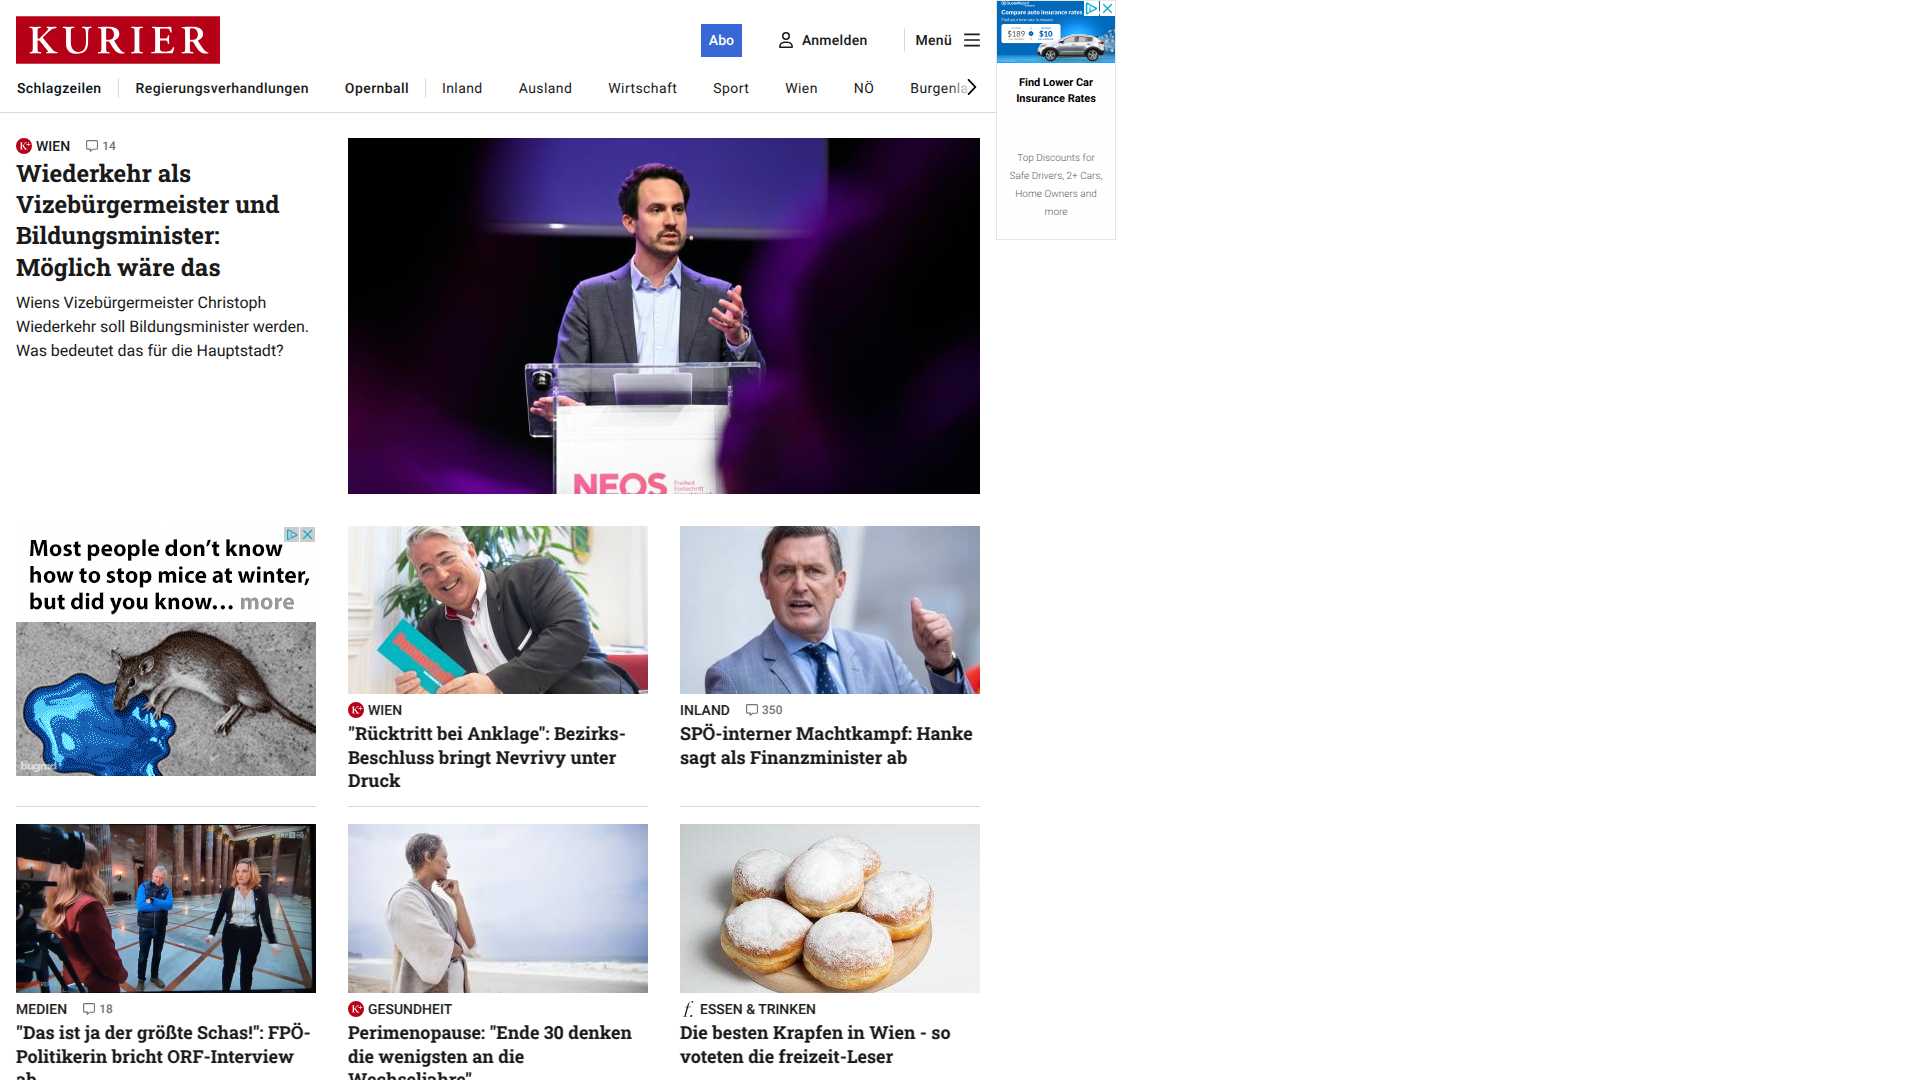 KURIER
Abo
Anmelden
Menü
Schlagzeilen
Regierungsverhandlungen
Opernball
Inland
Ausland
Wirtschaft
Sport
Wien
NÖ
Burgenla
WIEN 14
Wiederkehr als
Vizebürgermeister und
Bildungsminister:
Möglich wäre das
Wiens Vizebürgermeister Christoph
Wiederkehr soll Bildungsminister werden.
Was bedeutet das für die Hauptstadt?
NEOS
Compare auto insurance rates
$189
$10
Find Lower Car
Insurance Rates
Top Discounts for
Safe Drivers, 2+ Cars,
Home Owners and
more
Most people don't know
how to stop mice at winter,
but did you know... more
K+ WIEN
"Rücktritt bei Anklage": Bezirks-
Beschluss bringt Nevrivy unter
Druck
INLAND 350
SPÖ-interner Machtkampf: Hanke
sagt als Finanzminister ab
MEDIEN 18
"Das ist ja der größte Schas!": FPÖ-
Politikerin bricht ORF-Interview
ab
K+ GESUNDHEIT
Perimenopause: "Ende 30 denken
die wenigsten an die
Wechseljahre"
f. ESSEN & TRINKEN
Die besten Krapfen in Wien - so
voteten die freizeit-Leser